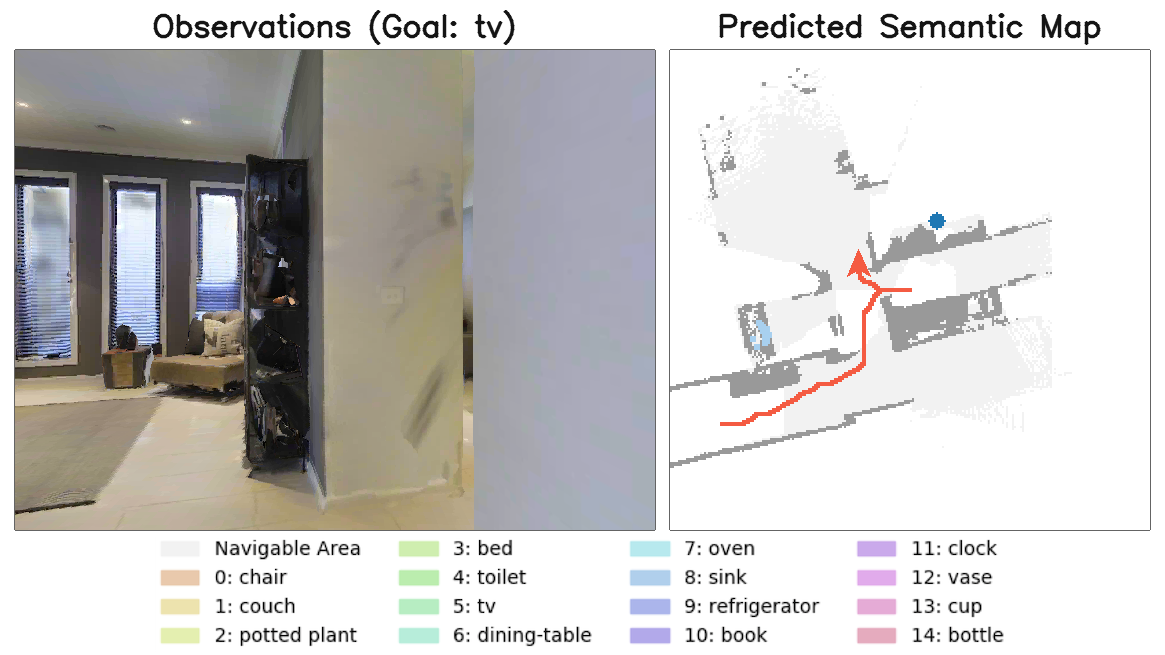 Observations (Goal: tv)
Predicted Semantic Map
Navigable Area
0: chair
1: couch
2: potted plant
3: bed
4: toilet
5: tv
6: dining-table
7: oven
8: sink
9: refrigerator
10: book
11: clock
12: vase
13: cup
14: bottle